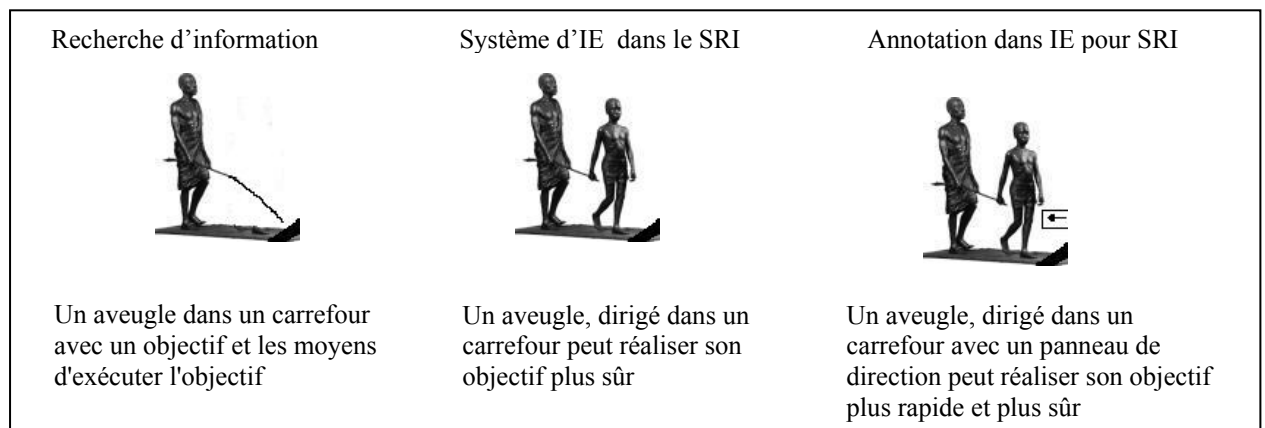 Recherche d’information
Système d’IE dans le SRI
Annotation dans IE pour SRI
Un aveugle dans un carrefour
avec un objectif et les moyens
d'exécuter l'objectif
Un aveugle, dirigé dans un
carrefour peut réaliser son
objectif plus sûr
Un aveugle, dirigé dans un
carrefour avec un panneau de
direction peut réaliser son objectif
plus rapide et plus sûr